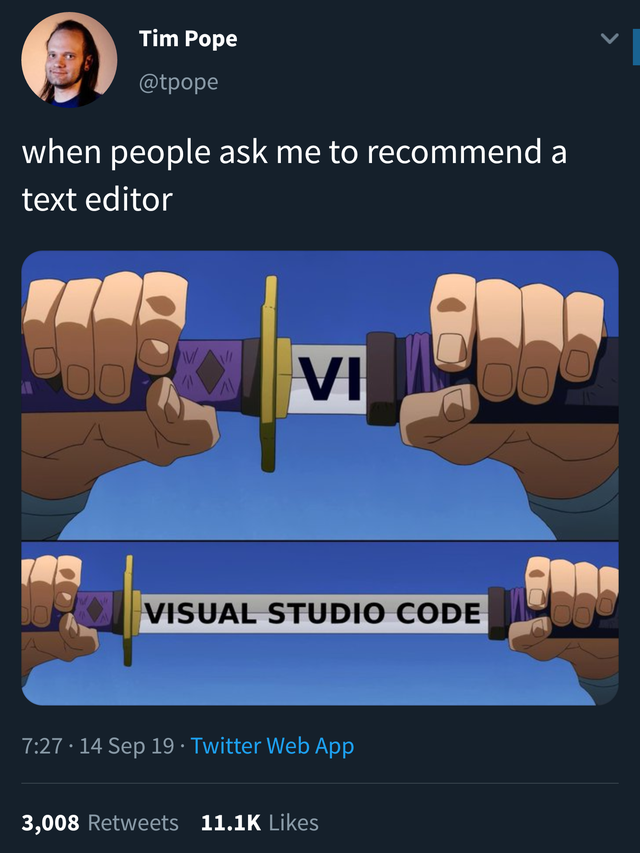 Tim Pope
@tpope
when people ask me to recommend a
text editor
VI
VISUAL STUDIO CODE
7:27 · 14 Sep 19 · Twitter Web App
3,008 Retweets 11.1K Likes